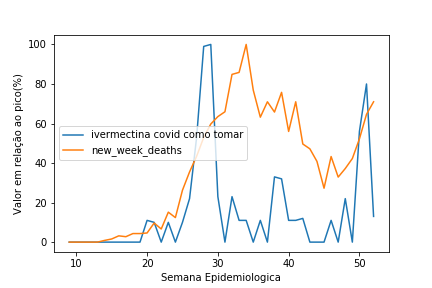 100
80
60
40
20
0
Valor em relação ao pico(%)
ivermectina covid como tomar
new_week_deaths
10
20
30
40
50
Semana Epidemiologica